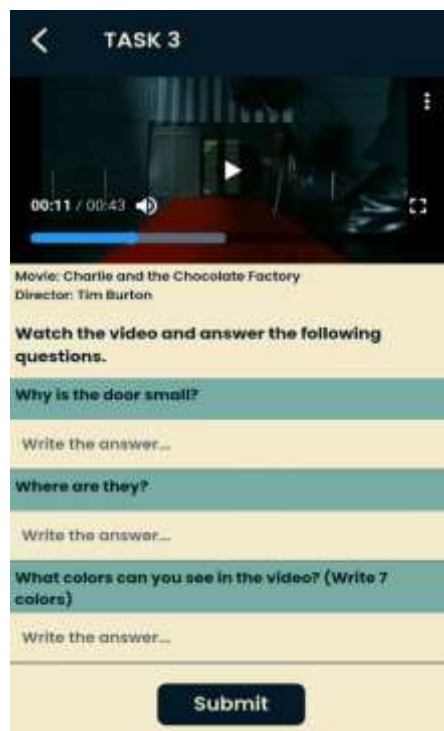 TASK 3
00:11 / 00:43
Movie: Charlie and the Chocolate Factory
Director: Tim Burton
Watch the video and answer the following
questions.
Why is the door small?
Write the answer...
Where are they?
Write the answer...
What colors can you see in the video? (Write 7
colors)
Write the answer...
Submit